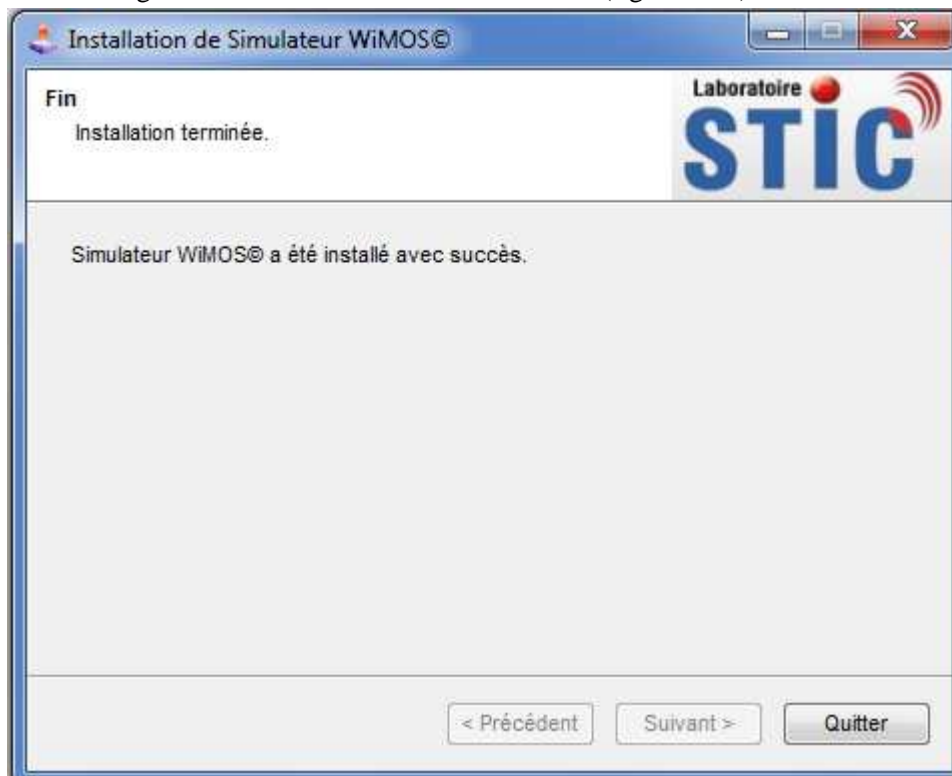 Installation de Simulateur WiMOS©
Fin
Installation terminée.
Laboratoire
STIC
Simulateur WiMOS© a été installé avec succès.
< Précédent
Suivant >
Quitter